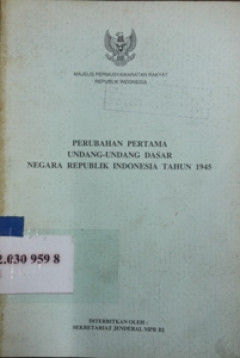 MAJELIS PERMUSYAWARATAN RAKYAT
REPUBLIK INDONESIA
PERUBAHAN PERTAMA
UNDANG-UNDANG DASAR
NEGARA REPUBLIK INDONESIA TAHUN 1945
2.030 959 8
DITERBITKAN OLEH :
SEKRETARIAT JENDERAL MPR RI